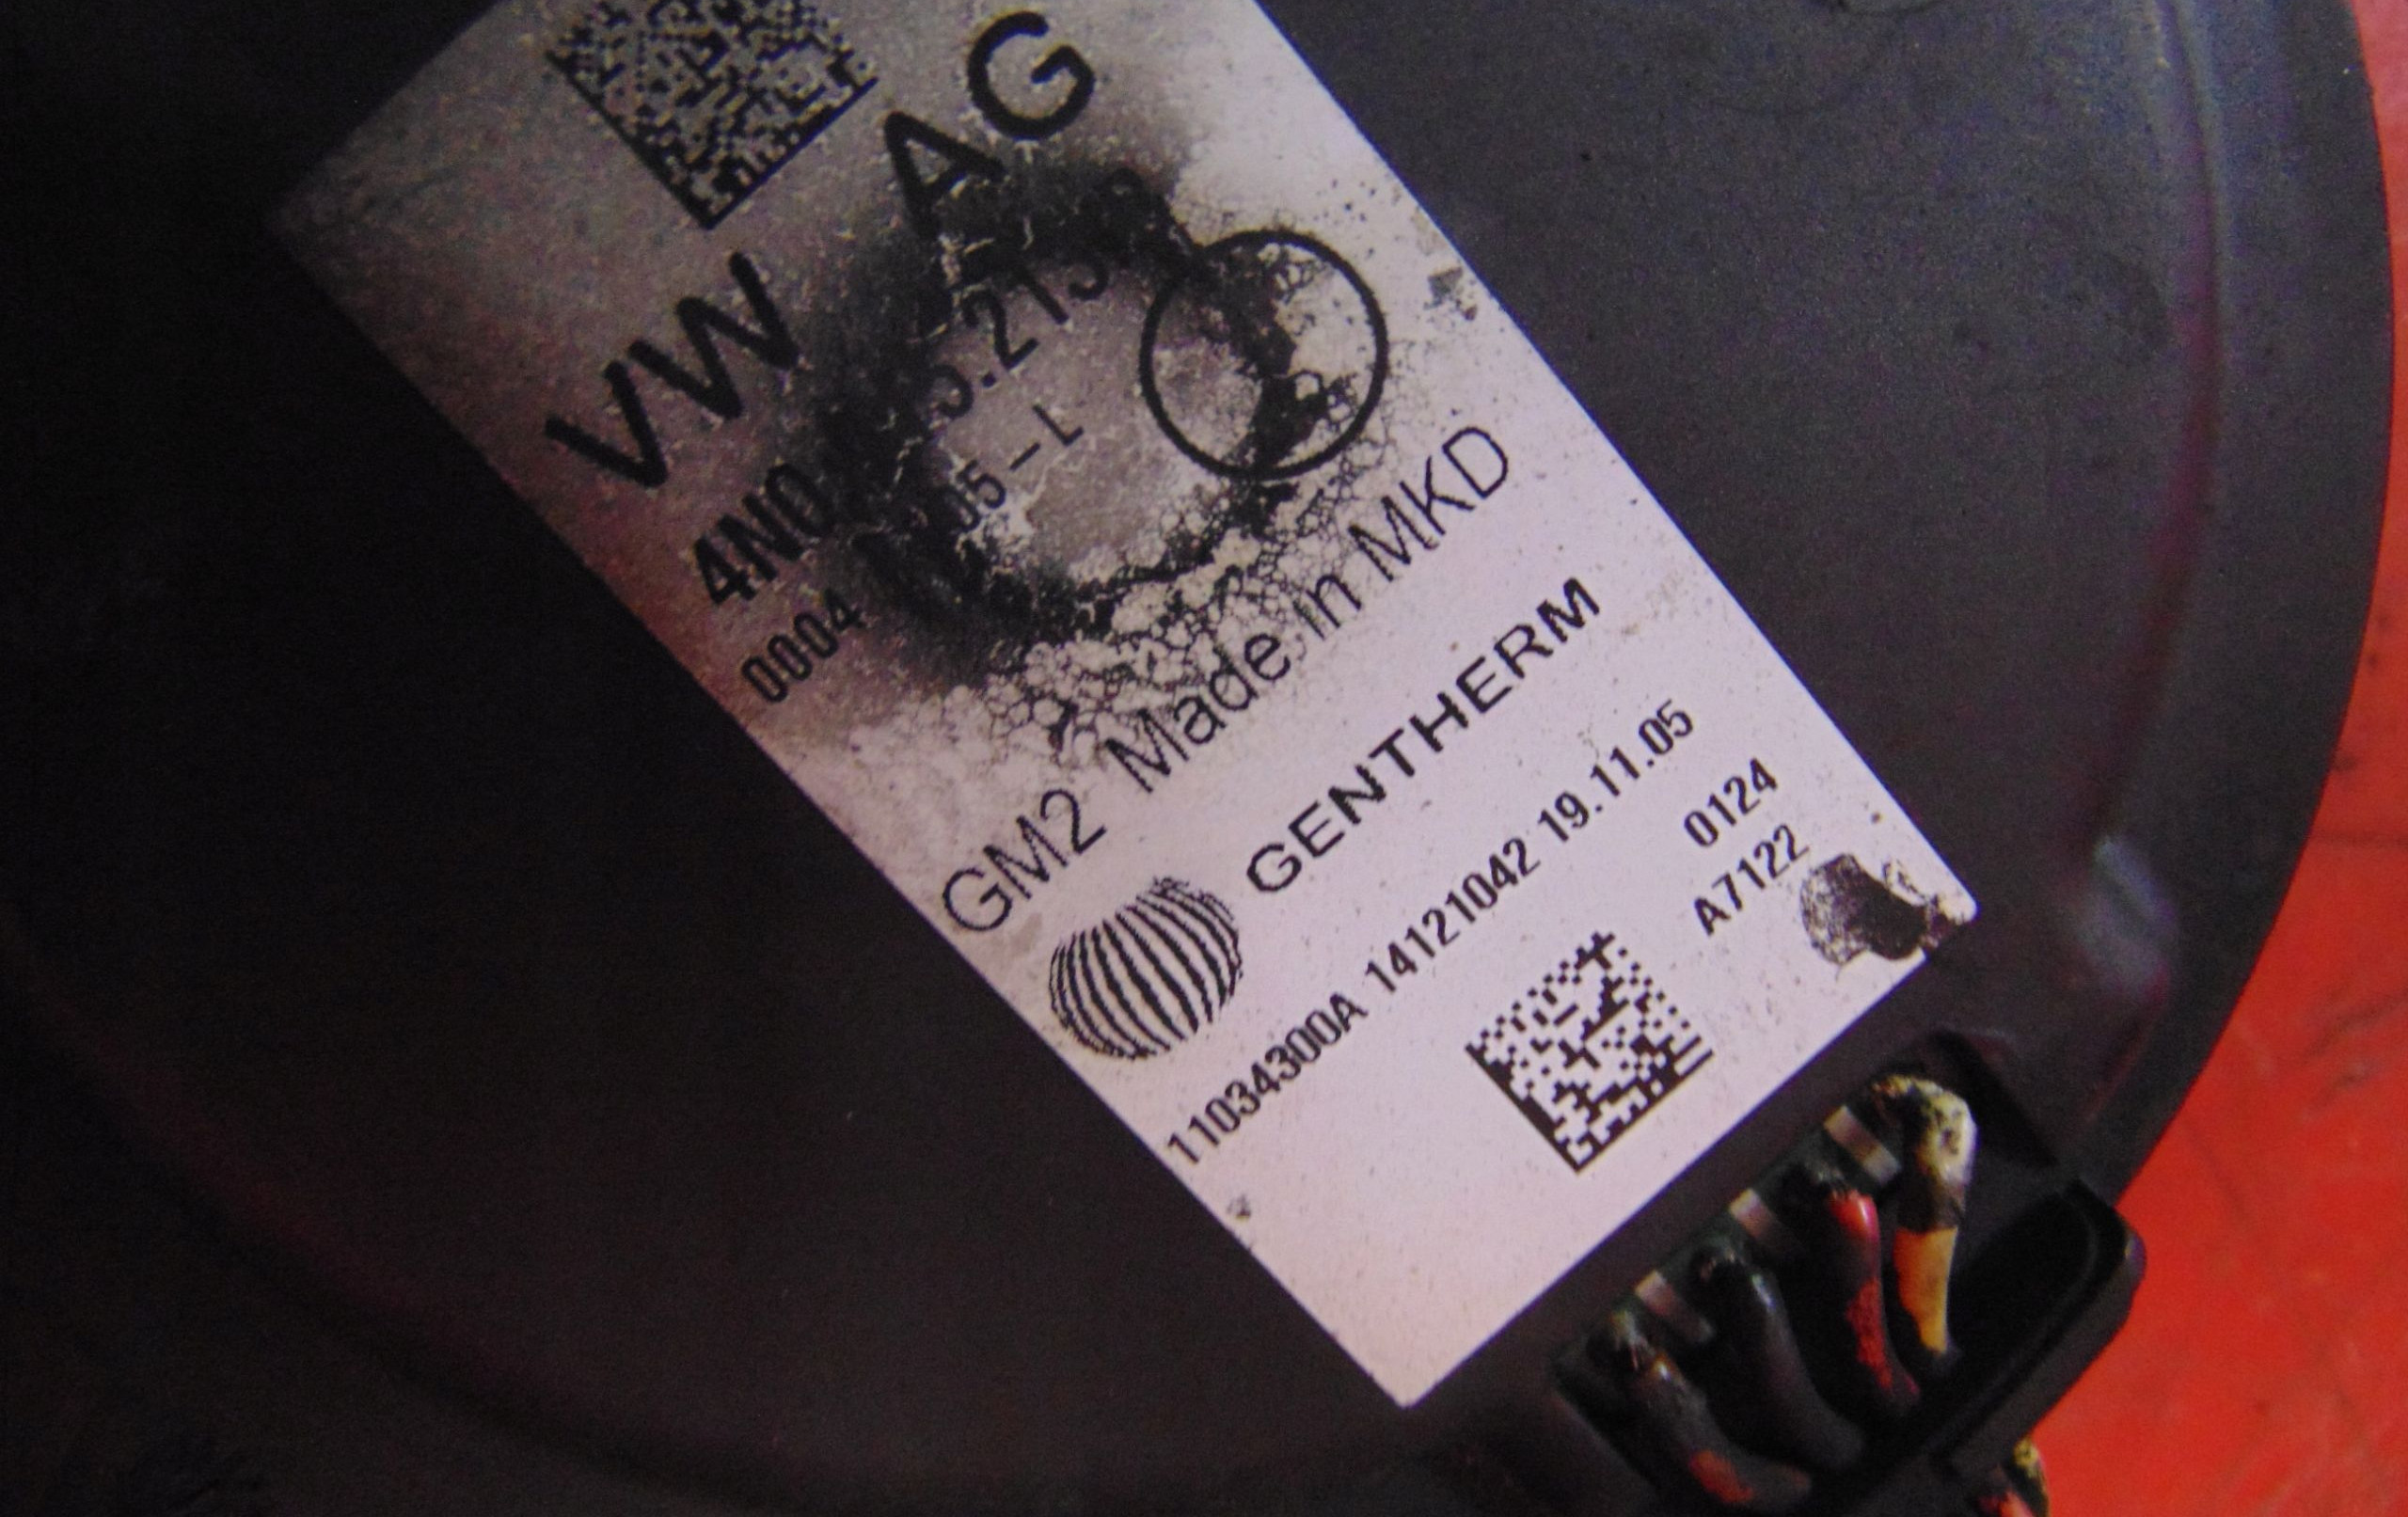 VW AG
4N0
0004
GM2 Made in MKD
GENTHERM
11034300A 14121042 19.11.05
0124
A7122